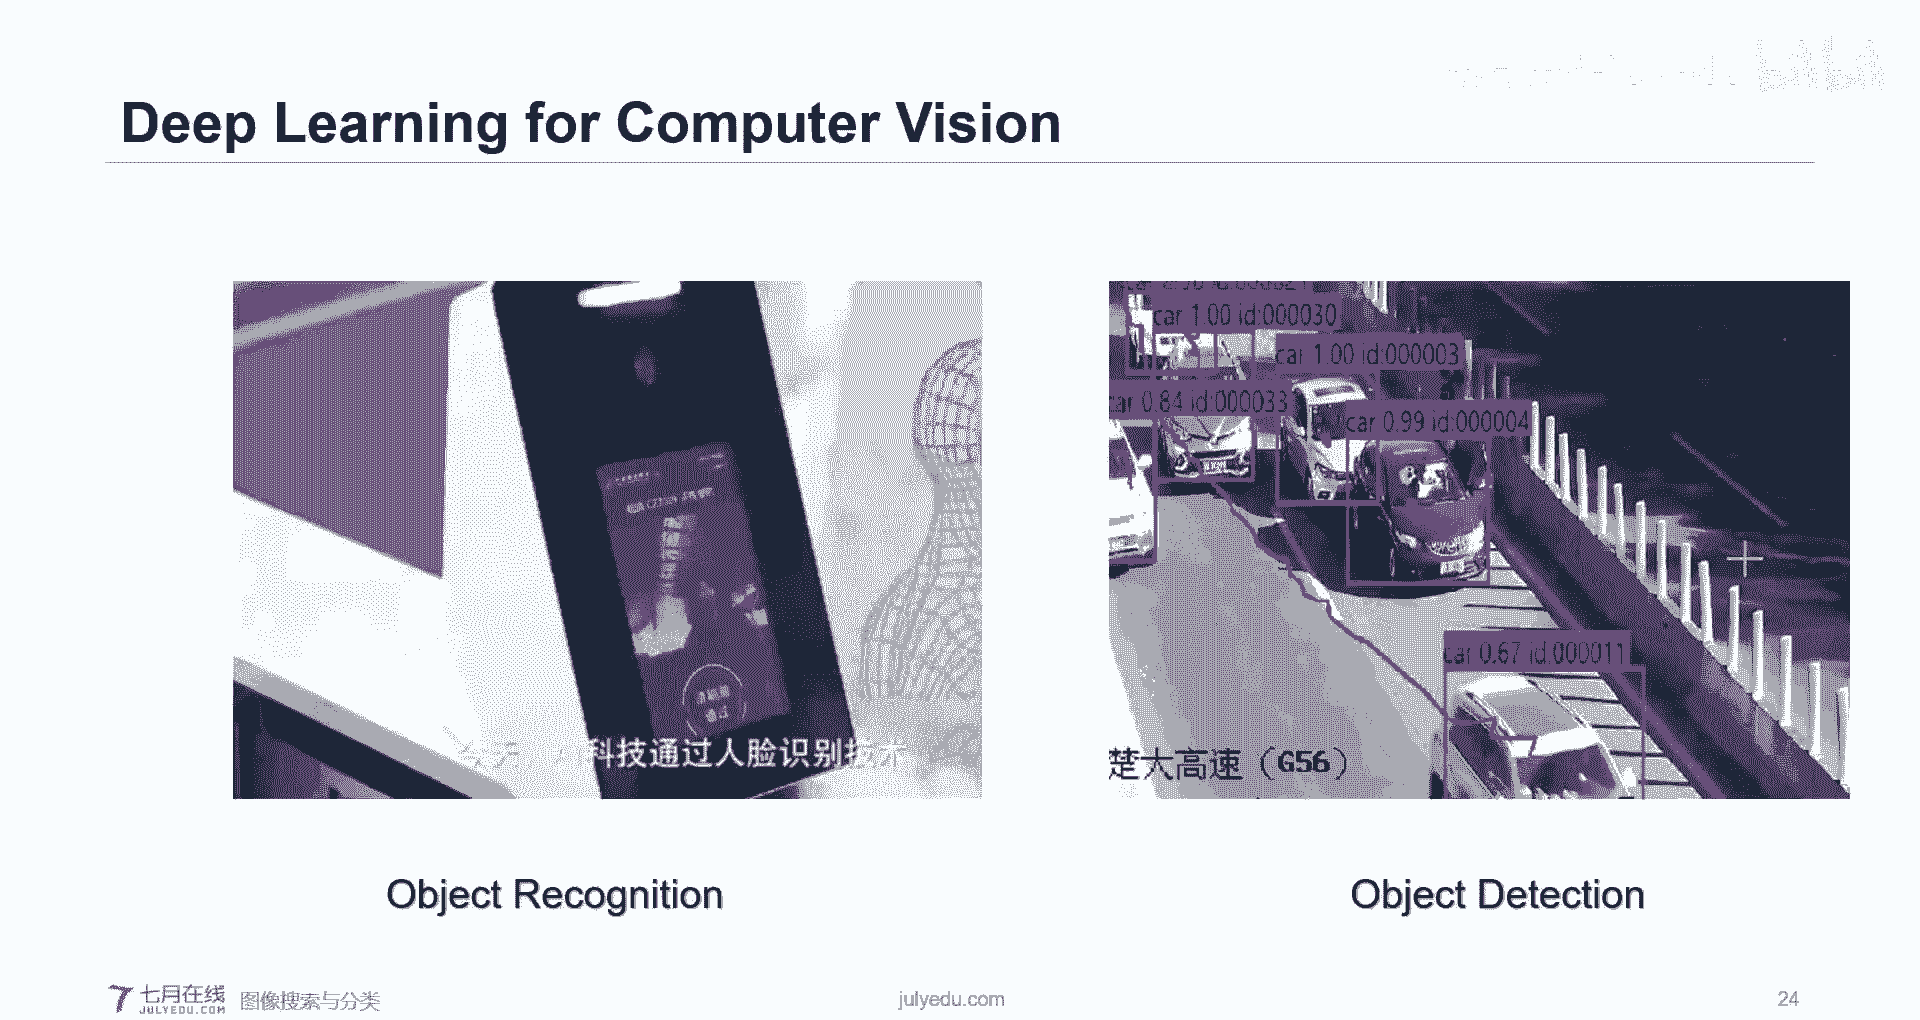 Deep Learning for Computer Vision
car 1.00 id:000030
car 1.00 id:000003
car 0.84 id:000033
car 0.99 id:000004
car 0.67 id:000011
科技通过人脸识别技术
楚大高速（G56）
Object Recognition
Object Detection
七月在线
JULYEDU.COM
图像搜索与分类
julyedu.com
24